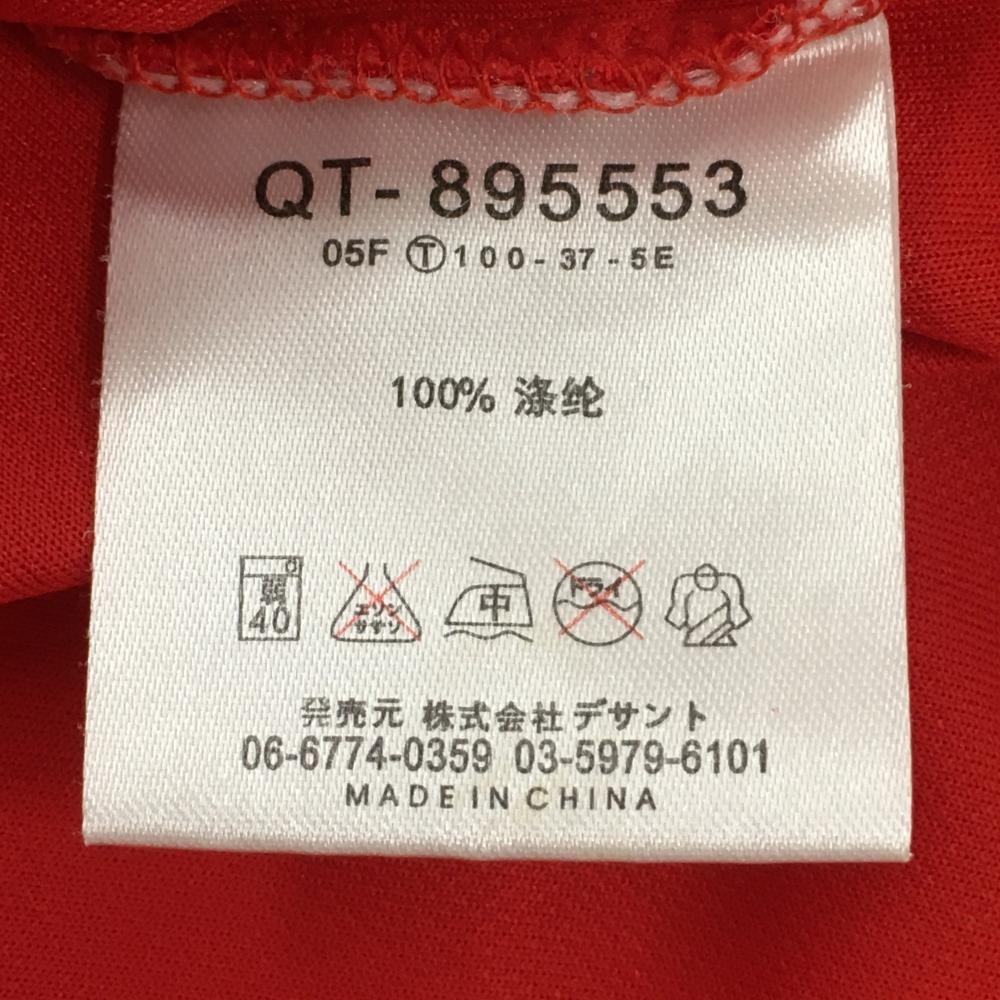 QT-895553
05F Ⓣ100-37-5E
100% 涤纶
弱
40
エソン
ササソ
中
ドライ
発売元 株式会社デサント
06-6774-0359 03-5979-6101
MADE IN CHINA